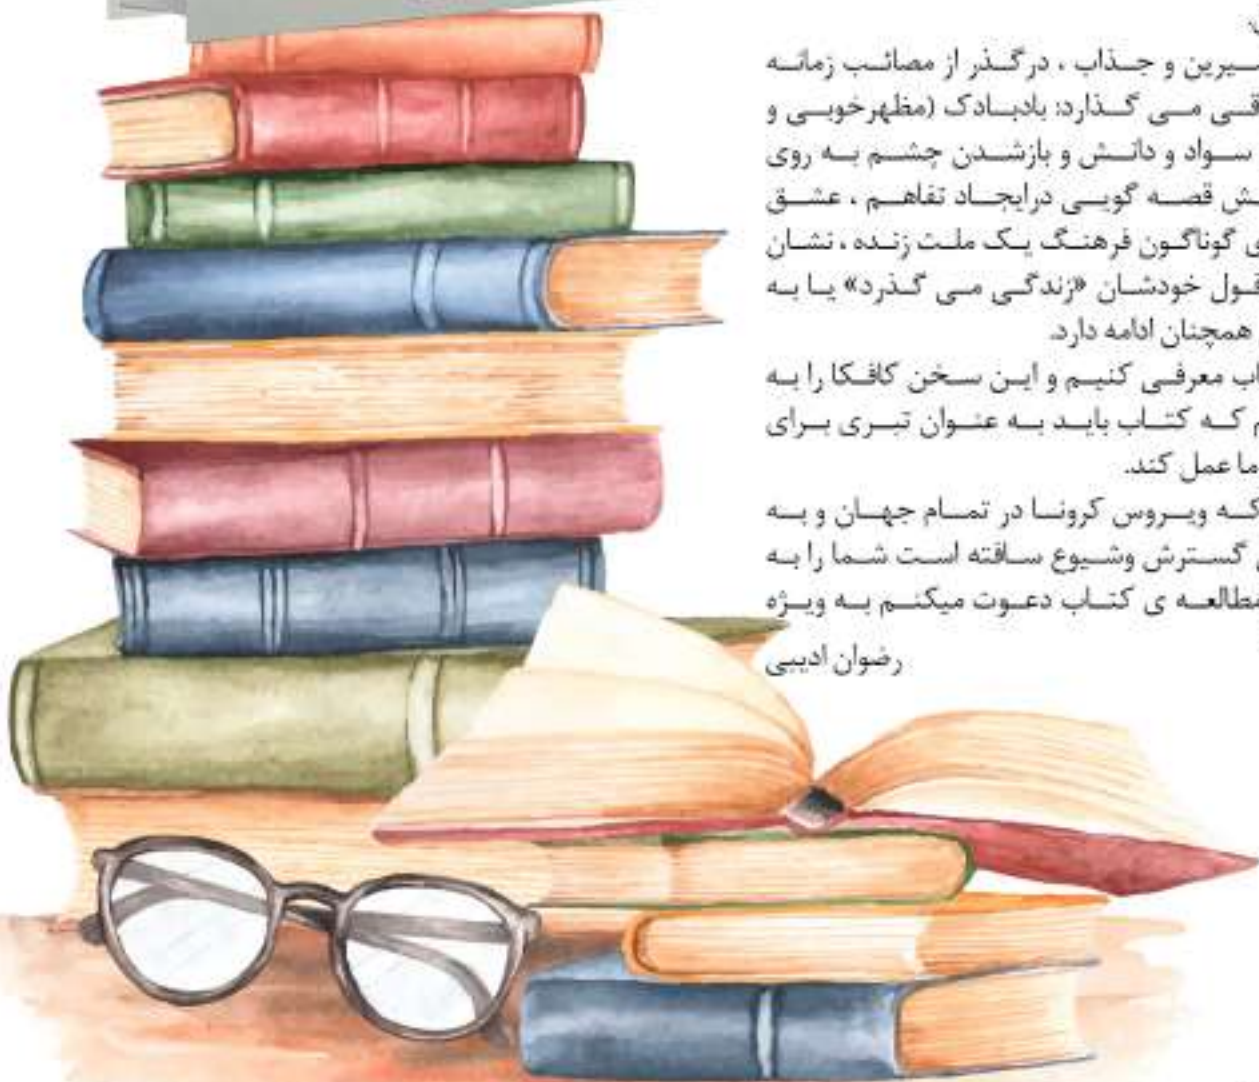 ـیرین و جذاب ، درگذر از مصائب زمانه
قی می گذارد: بادبادک (مظهرخوبی و
سواد و دانش و بازشدن چشم به روی
ش قصه گویی درایجاد تفاهم ، عشق
ی گوناگون فرهنگ یک ملت زنده ، نشان
قول خودشان «زندگی می گذرد» یا به
همچنان ادامه دارد.
اب معرفی کنیم و این سخن کافکا را به
م که کتاب باید به عنوان تبری برای
ما عمل کند.
که ویروس کرونا در تمام جهان و به
گسترش وشیوع سافته است شما را به
مطالعه ی کتاب دعوت میکنم به ویژه
رضوان ادیبی